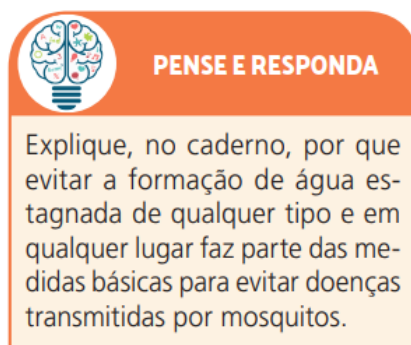 PENSE E RESPONDA
Explique, no caderno, por que
evitar a formação de água es-
tagnada de qualquer tipo e em
qualquer lugar faz parte das me-
didas básicas para evitar doenças
transmitidas por mosquitos.